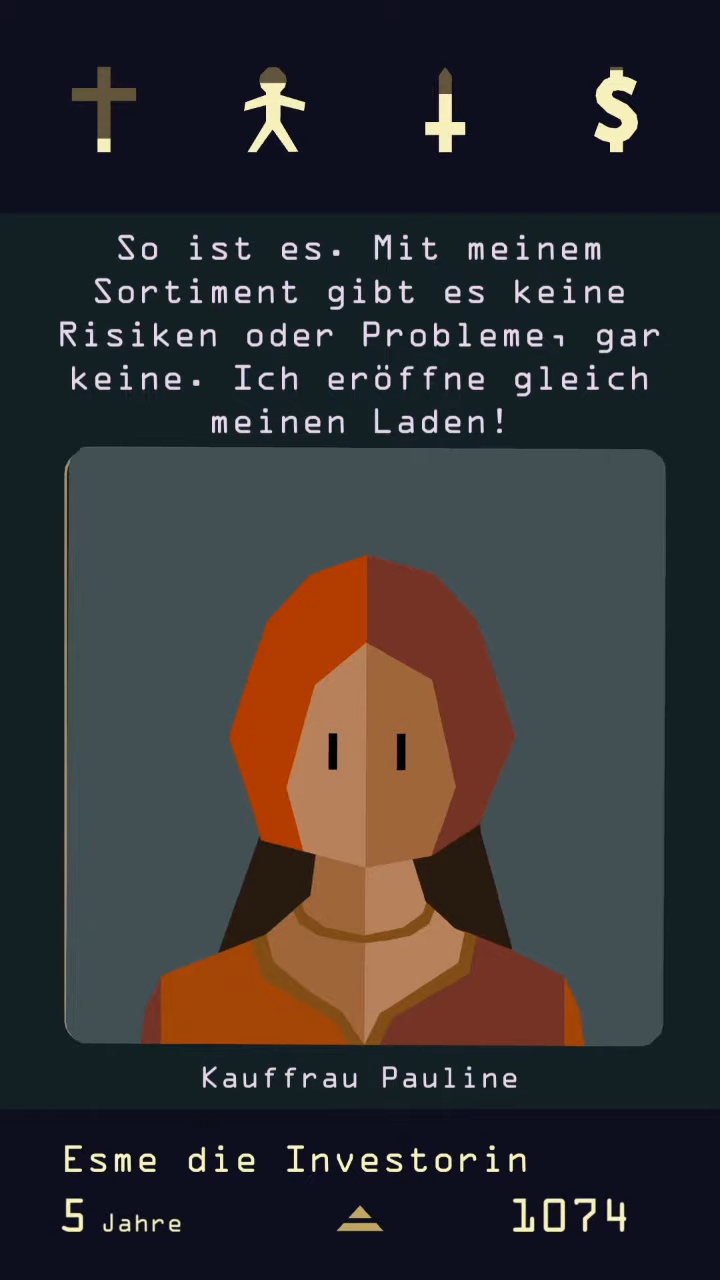 So ist es. Mit meinem
Sortiment gibt es keine
Risiken oder Probleme, gar
keine. Ich eröffne gleich
meinen Laden!
Kauffrau Pauline
Esme die Investorin
5 Jahre
1074